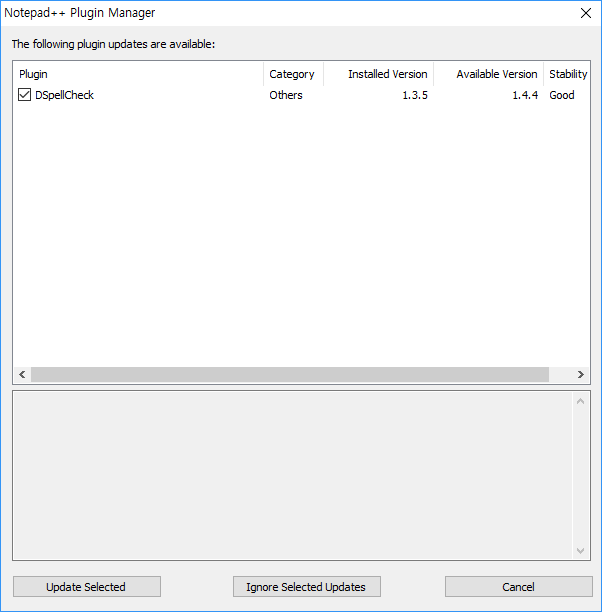 Notepad++ Plugin Manager
The following plugin updates are available:
Plugin Category Installed Version Available Version Stability
DSpellCheck Others 1.3.5 1.4.4 Good
Update Selected Ignore Selected Updates Cancel